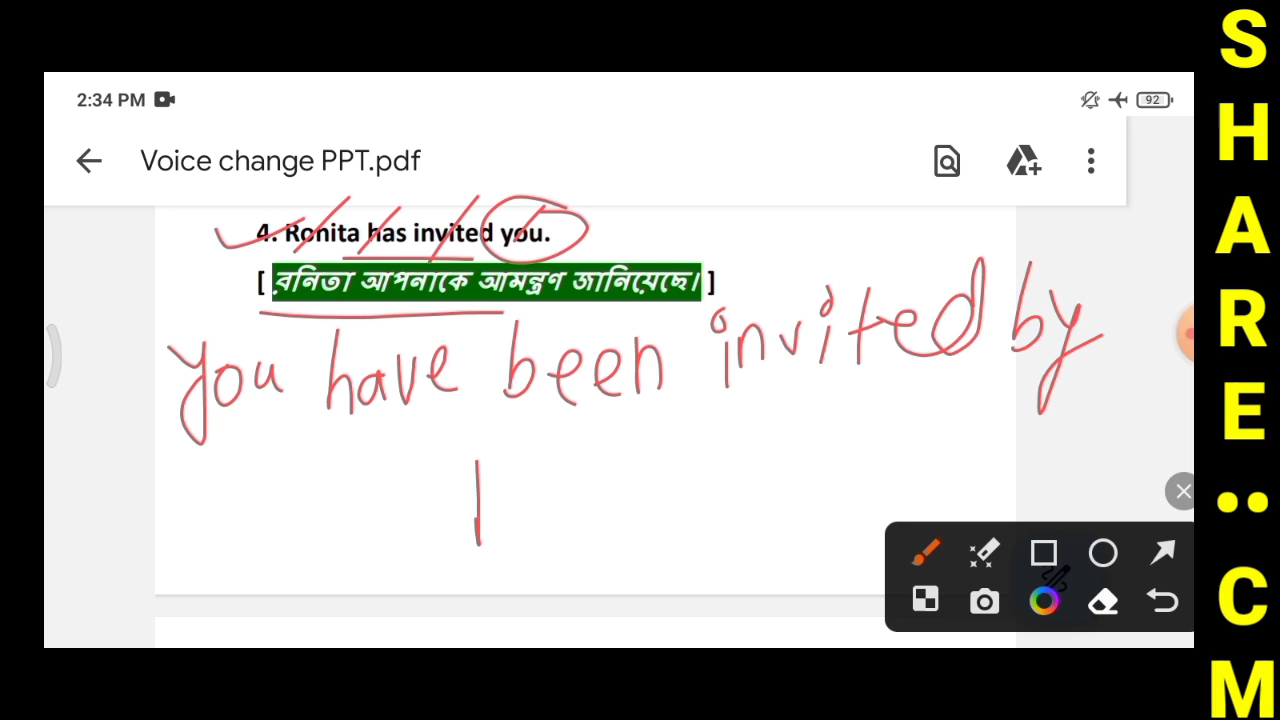 2:34 PM
92
Voice change PPT.pdf
4. Ronita has invited you.
[ রনিতা আপনাকে আমন্ত্রণ জানিয়েছে। ]
you have been invited by
SHARE..CM